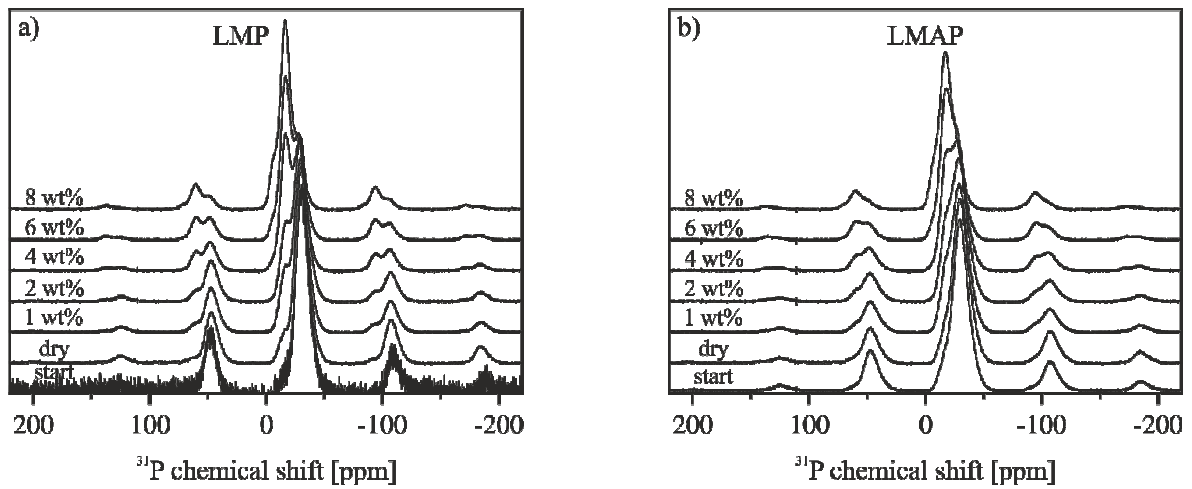 a)
LMP
8 wt%
6 wt%
4 wt%
2 wt%
1 wt%
dry
start
200 100 0 -100 -200
³¹P chemical shift [ppm]
b)
LMAP
8 wt%
6 wt%
4 wt%
2 wt%
1 wt%
dry
start
200 100 0 -100 -200
³¹P chemical shift [ppm]